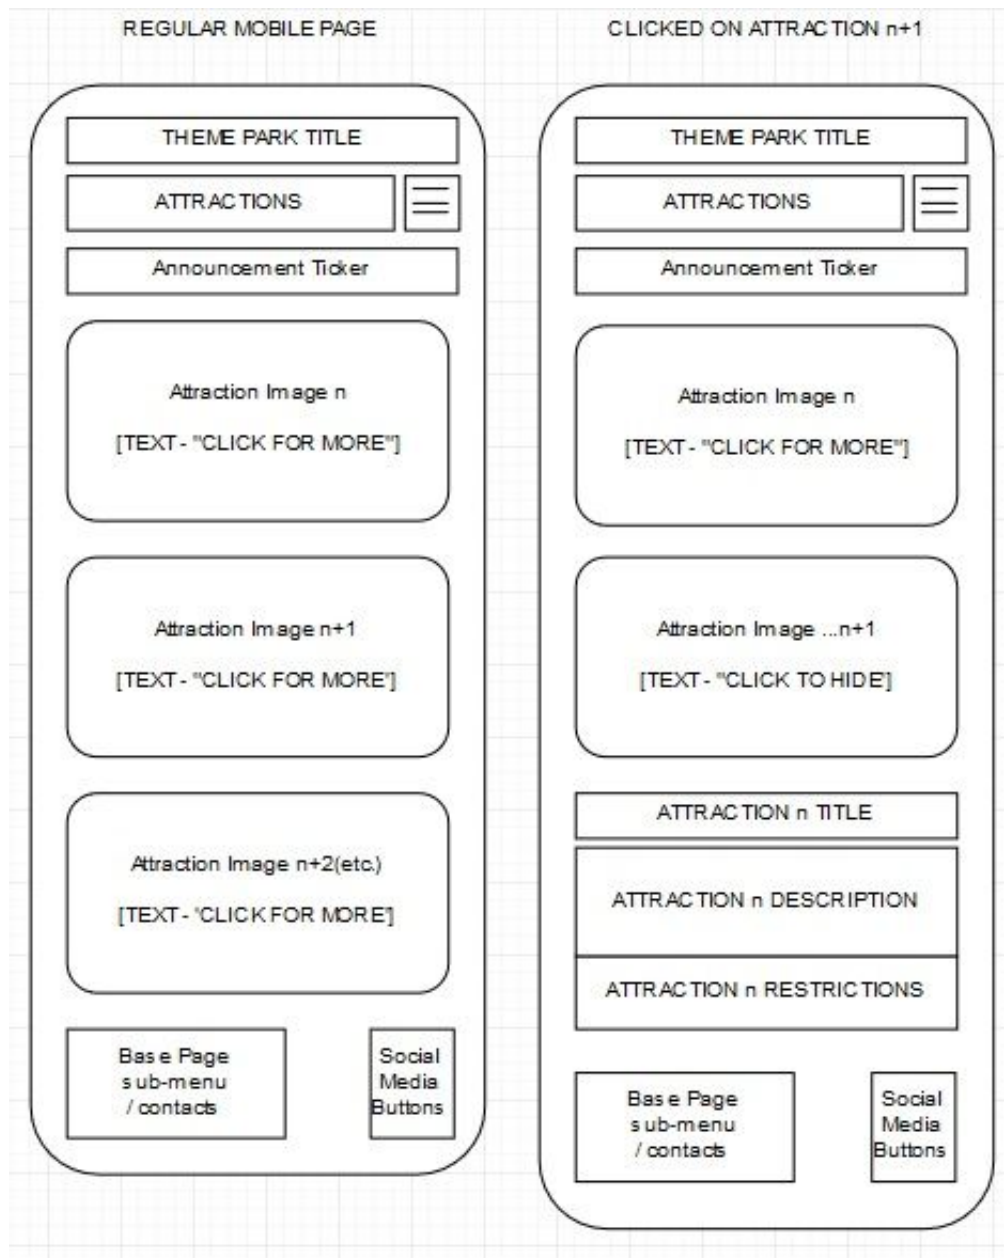 REGULAR MOBILE PAGE
THEME PARK TITLE
ATTRACTIONS
Announcement Ticker
Attraction Image n
[TEXT - "CLICK FOR MORE"]
Attraction Image n+1
[TEXT - "CLICK FOR MORE"]
Attraction Image n+2(etc.)
[TEXT - "CLICK FOR MORE"]
Base Page
sub-menu
/ contacts
Social
Media
Buttons
CLICKED ON ATTRACTION n+1
THEME PARK TITLE
ATTRACTIONS
Announcement Ticker
Attraction Image n
[TEXT - "CLICK FOR MORE"]
Attraction Image ...n+1
[TEXT - "CLICK TO HIDE"]
ATTRACTION n TITLE
ATTRACTION n DESCRIPTION
ATTRACTION n RESTRICTIONS
Base Page
sub-menu
/ contacts
Social
Media
Buttons